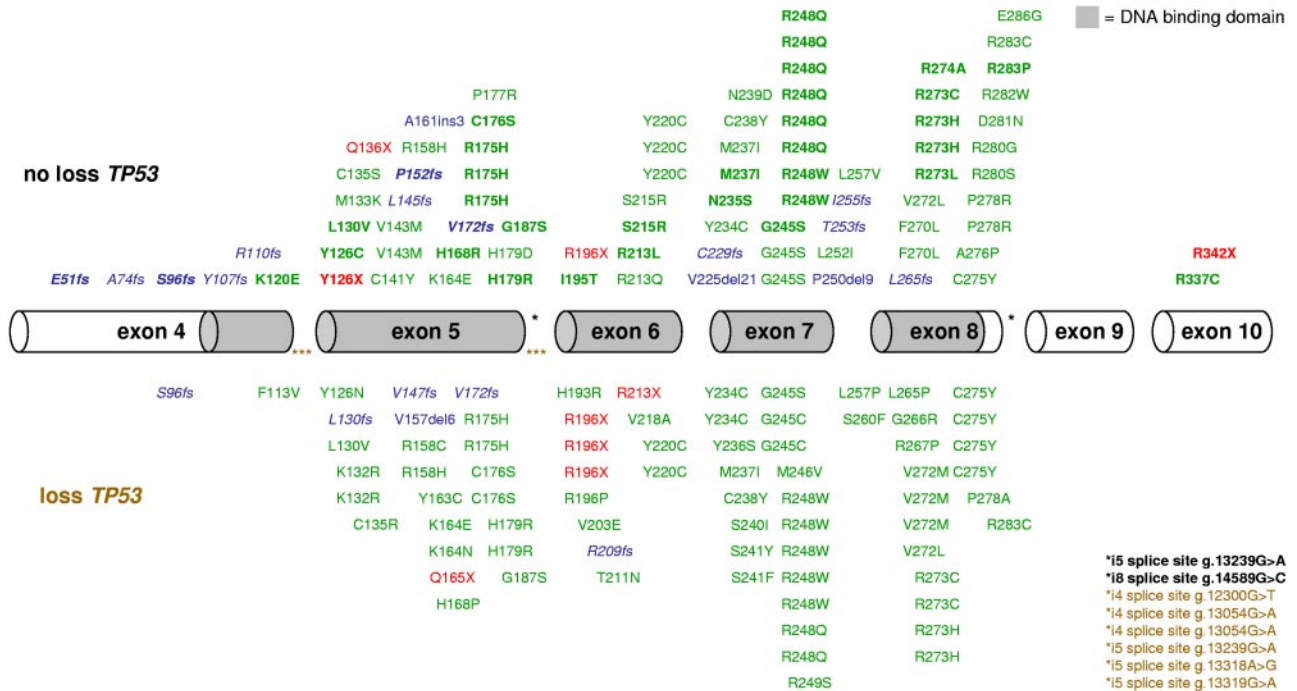 R248Q E286G = DNA binding domain
R248Q R283C
R248Q R274A R283P
P177R N239D R248Q R273C R282W
A161ins3 C176S Y220C C238Y R248Q R273H D281N
Q136X R158H R175H Y220C M237I R248Q R273H R280G
no loss TP53 C135S P152fs R175H Y220C M237I R248W L257V R273L R280S
M133K L145fs R175H S215R N235S R248W I255fs V272L P278R
L130V V143M V172fs G187S S215R Y234C G245S T253fs F270L P278R
R110fs Y126C V143M H168R H179D R196X R213L C229fs G245S L252I F270L A276P R342X
E51fs A74fs S96fs Y107fs K120E Y126X C141Y K164E H179R I195T R213Q V225del21 G245S P250del9 L265fs C275Y R337C
exon 4 *** exon 5 * *** exon 6 exon 7 exon 8 * exon 9 exon 10
S96fs F113V Y126N V147fs V172fs H193R R213X Y234C G245S L257P L265P C275Y
L130fs V157del6 R175H R196X V218A Y234C G245C S260F G266R C275Y
L130V R158C R175H R196X Y220C Y236S G245C R267P C275Y
K132R R158H C176S R196X Y220C M237I M246V V272M C275Y
loss TP53 K132R Y163C C176S R196P C238Y R248W V272M P278A
C135R K164E H179R V203E S240I R248W V272M R283C
K164N H179R R209fs S241Y R248W V272L
Q165X G187S T211N S241F R248W R273C
H168P R248W R273C
R248Q R273H
R248Q R273H
R249S
*i5 splice site g.13239G>A
*i8 splice site g.14589G>C
*i4 splice site g.12300G>T
*i4 splice site g.13054G>A
*i4 splice site g.13054G>A
*i5 splice site g.13239G>A
*i5 splice site g.13318A>G
*i5 splice site g.13319G>A